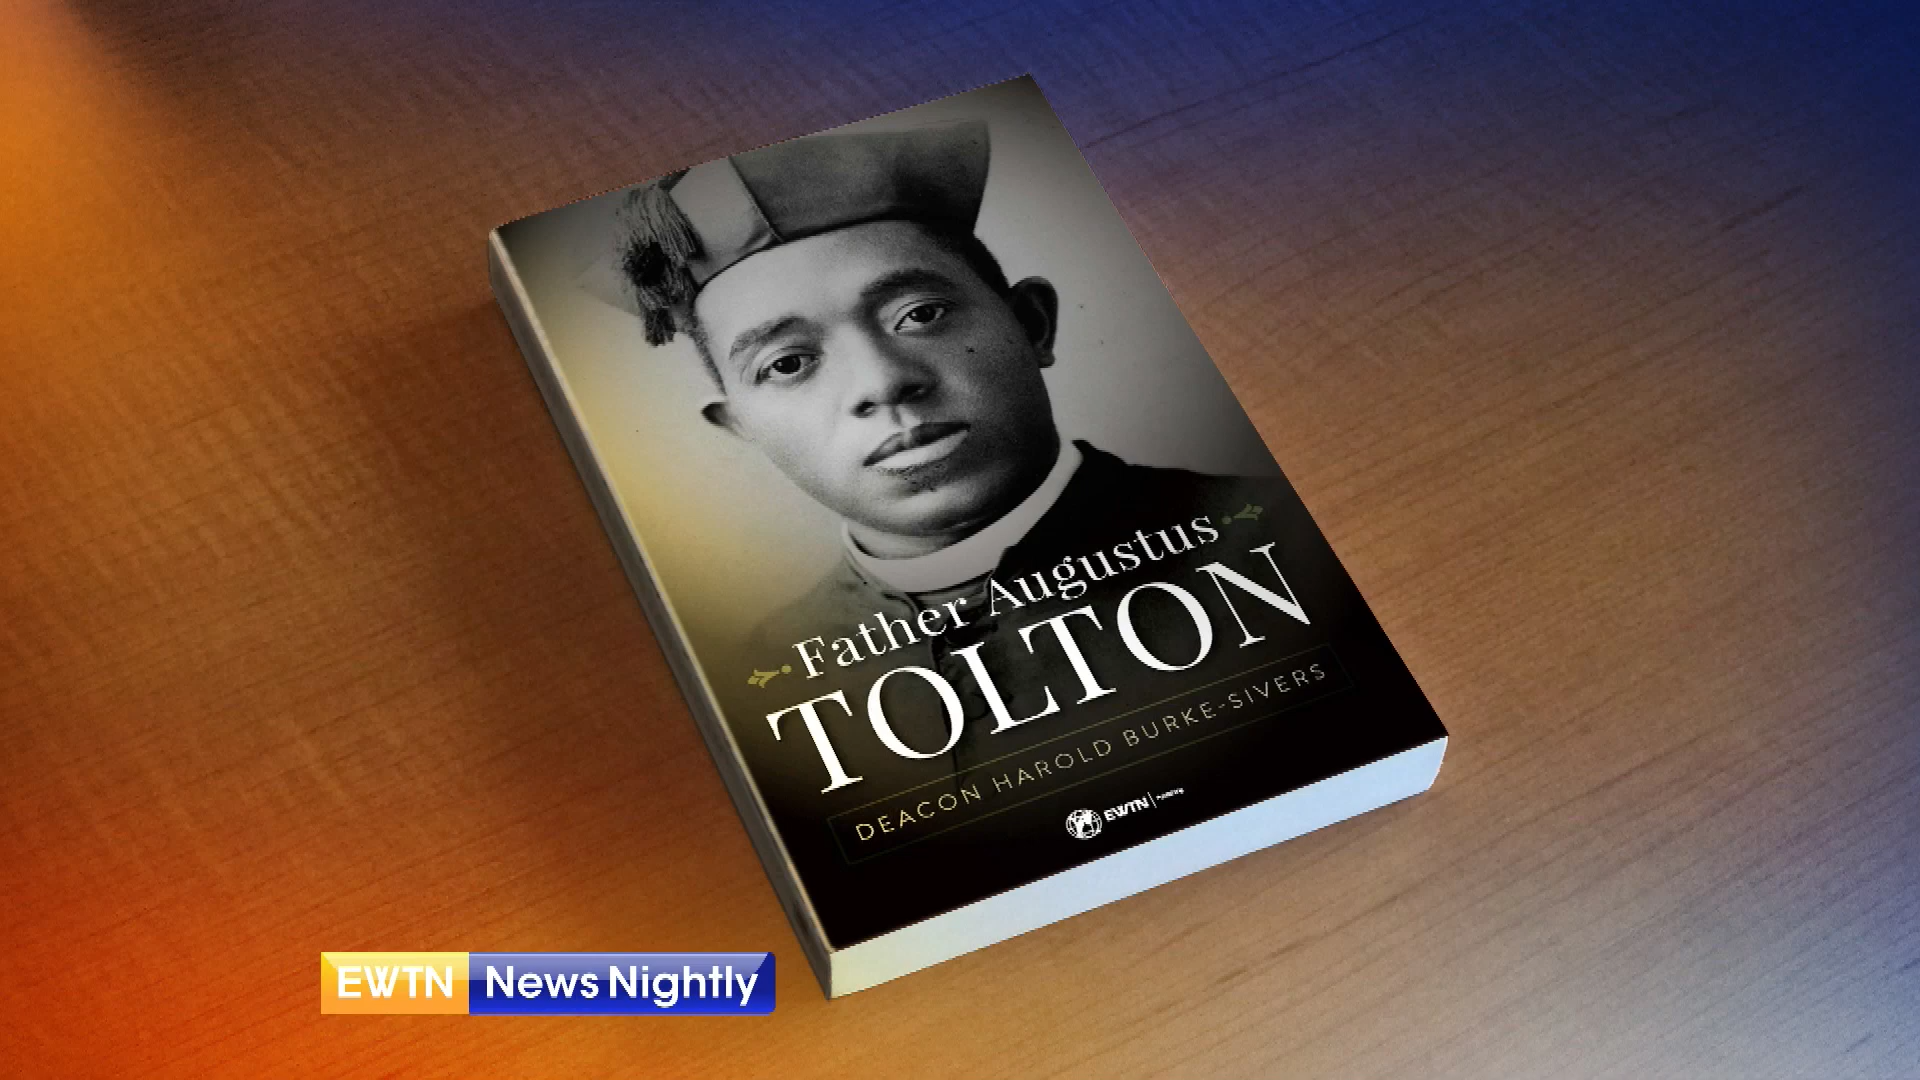 Father Augustus
TOLTON
DEACON HAROLD BURKE-SIVERS
EWTN
EWTN News Nightly